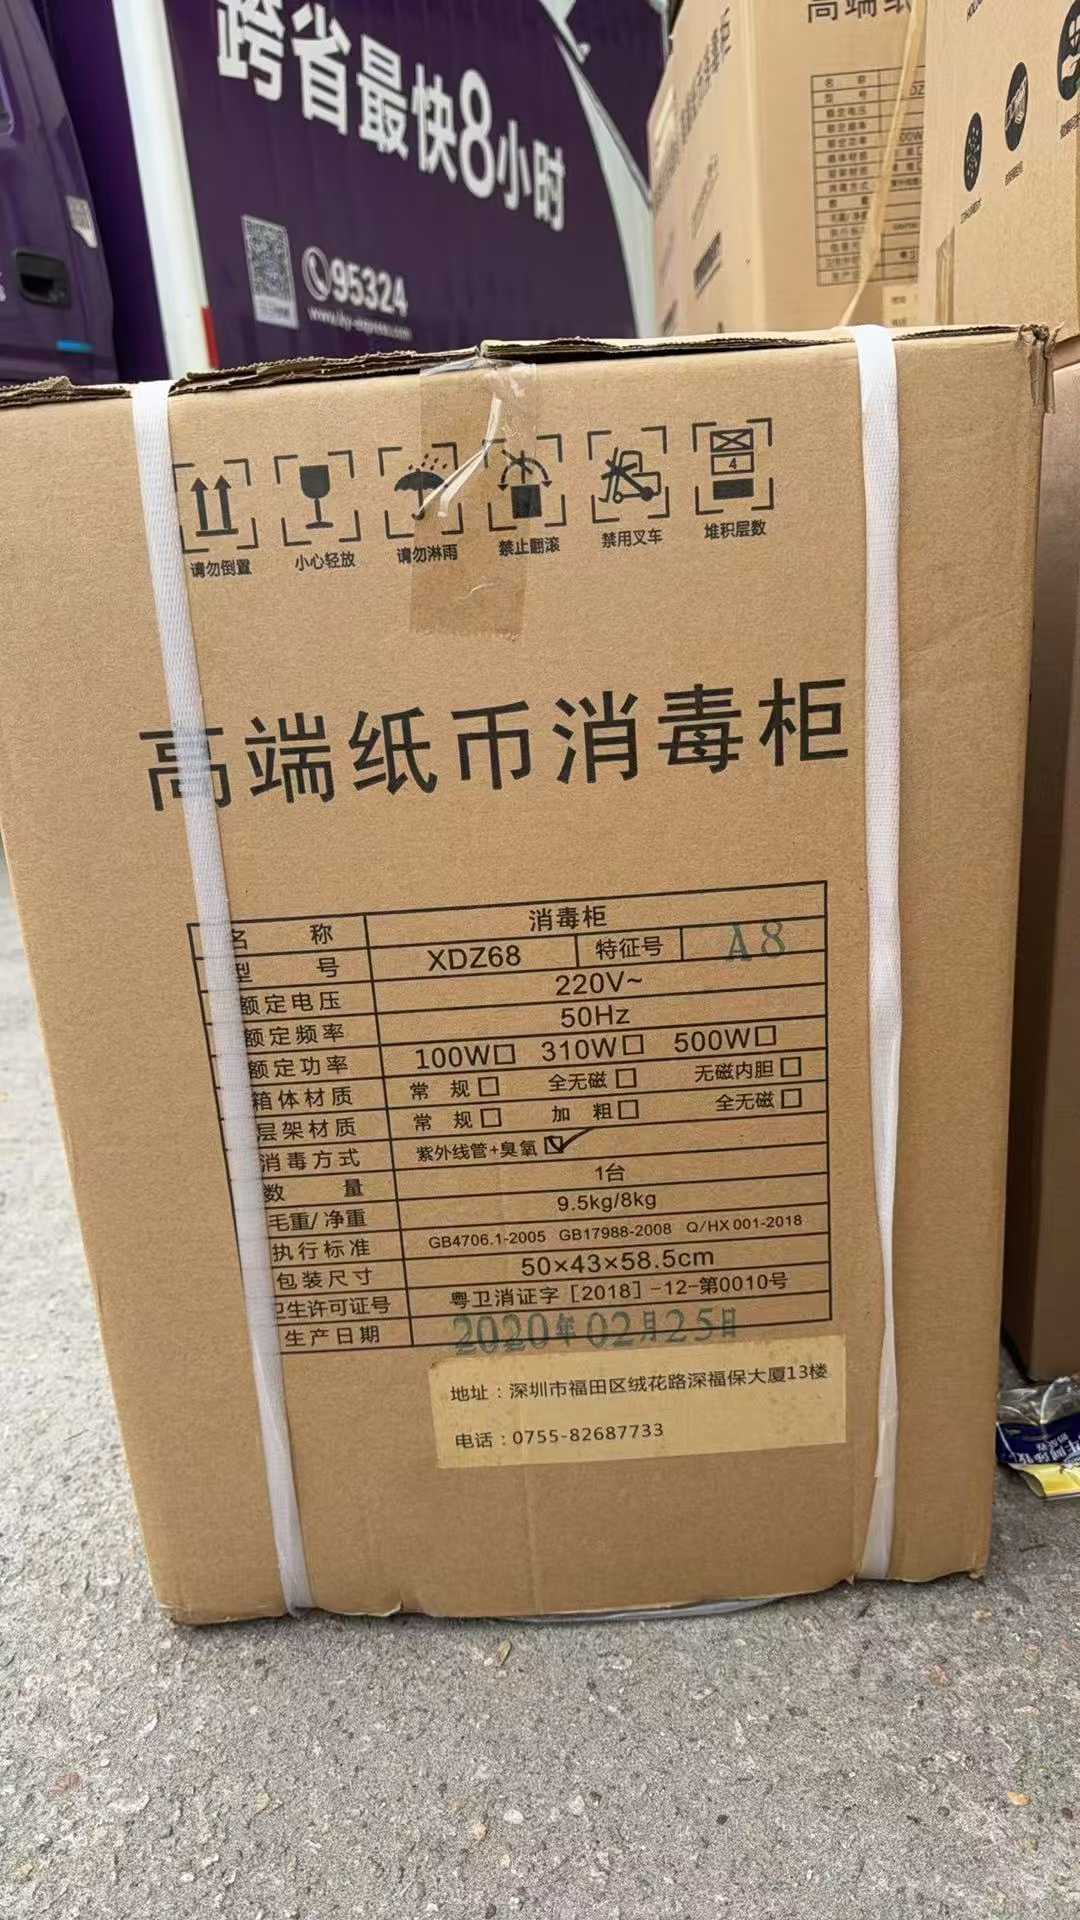 跨省最快8小时
95324
高端纸
请勿倒置 小心轻放 请勿淋雨 禁止翻滚 禁用叉车 堆积层数
4
高端纸币消毒柜
名 称 消毒柜
型 号 XDZ68 特征号 A8
额定电压 220V~
额定频率 50Hz
额定功率 100W□ 310W□ 500W□
箱体材质 常 规□ 全无磁□ 无磁内胆□
层架材质 常 规□ 加 粗□ 全无磁□
消毒方式 紫外线管+臭氧☑
数 量 1台
毛重/净重 9.5kg/8kg
执行标准 GB4706.1-2005 GB17988-2008 Q/HX 001-2018
包装尺寸 50×43×58.5cm
卫生许可证号 粤卫消证字[2018]-12-第0010号
生产日期 2020年02月25日
地址：深圳市福田区绒花路深福保大厦13楼
电话：0755-82687733